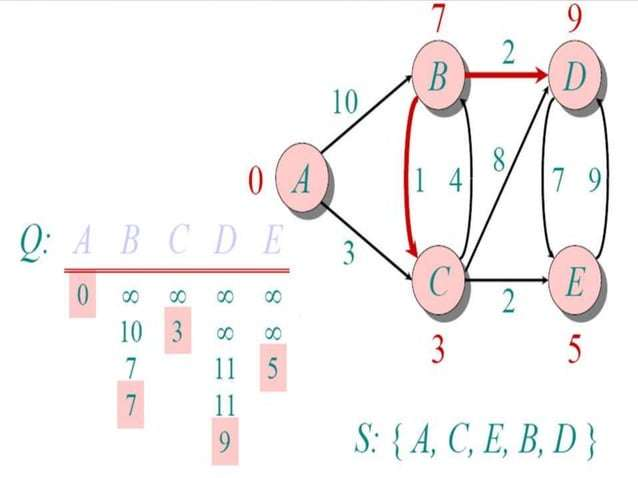 7 9
B 2 D
10
0 A 1 4 8 7 9
3
C 2 E
3 5
Q: A B C D E
0 ∞ ∞ ∞ ∞
10 3 ∞ ∞
7 11 5
7 11
9
S: { A, C, E, B, D }